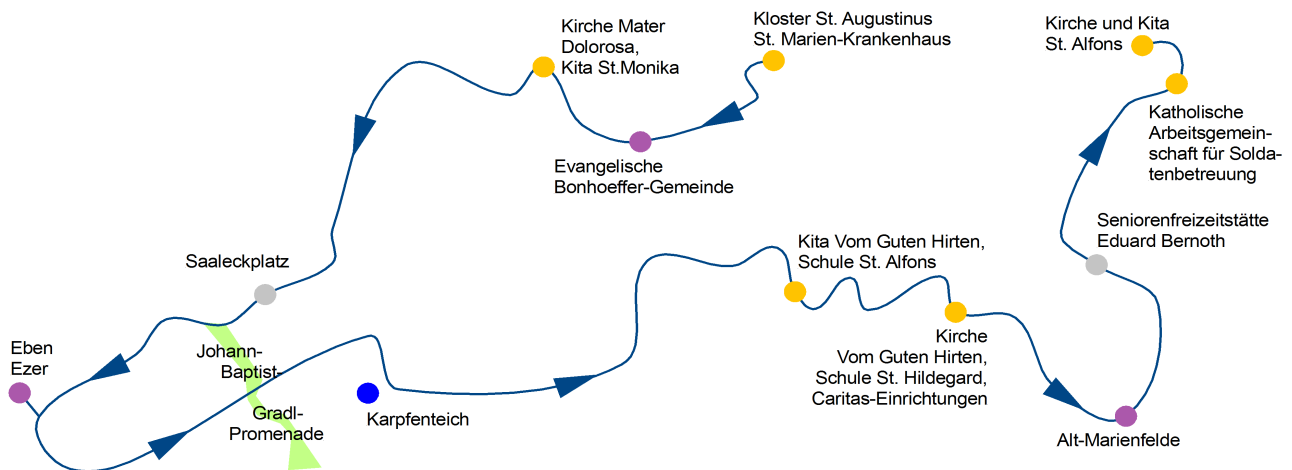 Kirche Mater
Dolorosa,
Kita St.Monika
Kloster St. Augustinus
St. Marien-Krankenhaus
Kirche und Kita
St. Alfons
Katholische
Arbeitsgemein-
schaft für Solda-
tenbetreuung
Evangelische
Bonhoeffer-Gemeinde
Seniorenfreizeitstätte
Eduard Bernoth
Kita Vom Guten Hirten,
Schule St. Alfons
Saaleckplatz
Eben
Ezer
Johann-
Baptist-
Gradl-
Promenade
Karpfenteich
Kirche
Vom Guten Hirten,
Schule St. Hildegard,
Caritas-Einrichtungen
Alt-Marienfelde